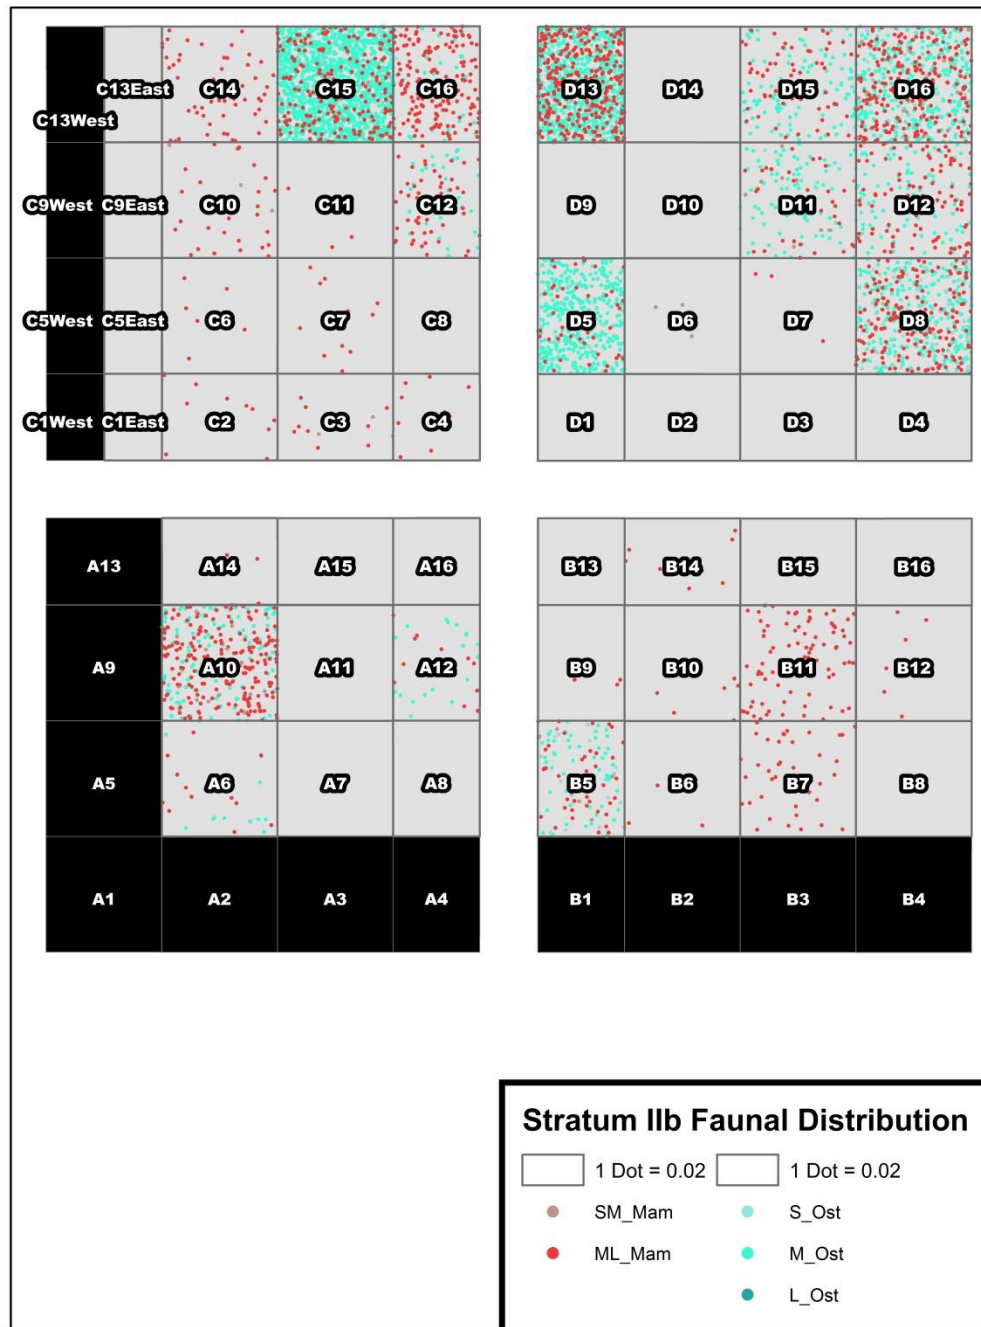 C13East C14 C15 C16 D13 D14 D15 D16
C13West
C9West C9East C10 C11 C12 D9 D10 D11 D12
C5West C5East C6 C7 C8 D5 D6 D7 D8
C1West C1East C2 C3 C4 D1 D2 D3 D4
A13 A14 A15 A16 B13 B14 B15 B16
A9 A10 A11 A12 B9 B10 B11 B12
A5 A6 A7 A8 B5 B6 B7 B8
A1 A2 A3 A4 B1 B2 B3 B4
Stratum IIb Faunal Distribution
1 Dot = 0.02 1 Dot = 0.02
SM_Mam S_Ost
ML_Mam M_Ost
L_Ost